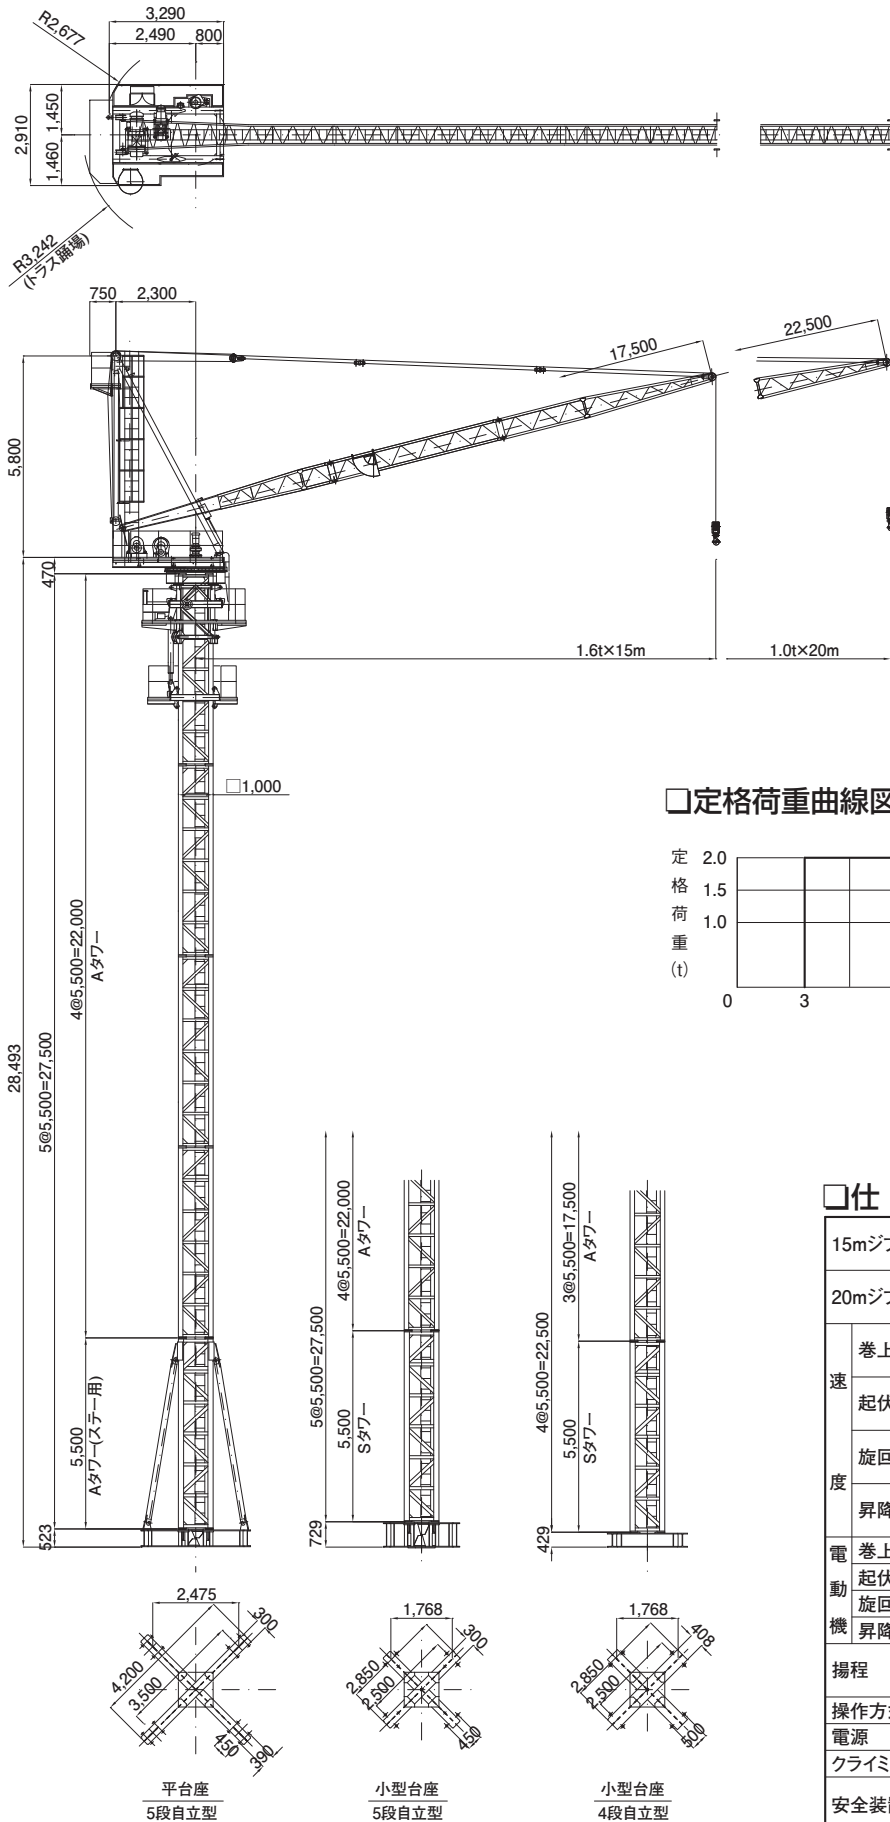 3,290
R2,677
2,490
800
2,910
1,450
1,460
R3,242
(トラス踊場)
750
2,300
17,500
22,500
5,800
470
1.6t×15m
1.0t×20m
□1,000
□定格荷重曲線図
定格荷重(t)
2.0
1.5
1.0
0
3
28,493
5@5,500=27,500
4@5,500=22,000
Aタワー
5,500
Aタワー(ステー用)
523
5@5,500=27,500
4@5,500=22,000
Aタワー
5,500
Sタワー
729
4@5,500=22,500
3@5,500=17,500
Aタワー
5,500
Sタワー
429
2,475
300
4,200
3,500
450
390
平台座
5段自立型
1,768
300
2,850
2,500
450
小型台座
5段自立型
1,768
408
2,850
2,500
500
小型台座
4段自立型
□仕
15mジブ
20mジブ
速度
巻上
起伏
旋回
昇降
電動機
巻上
起伏
旋回
昇降
揚程
操作方
電源
クライミ
安全装